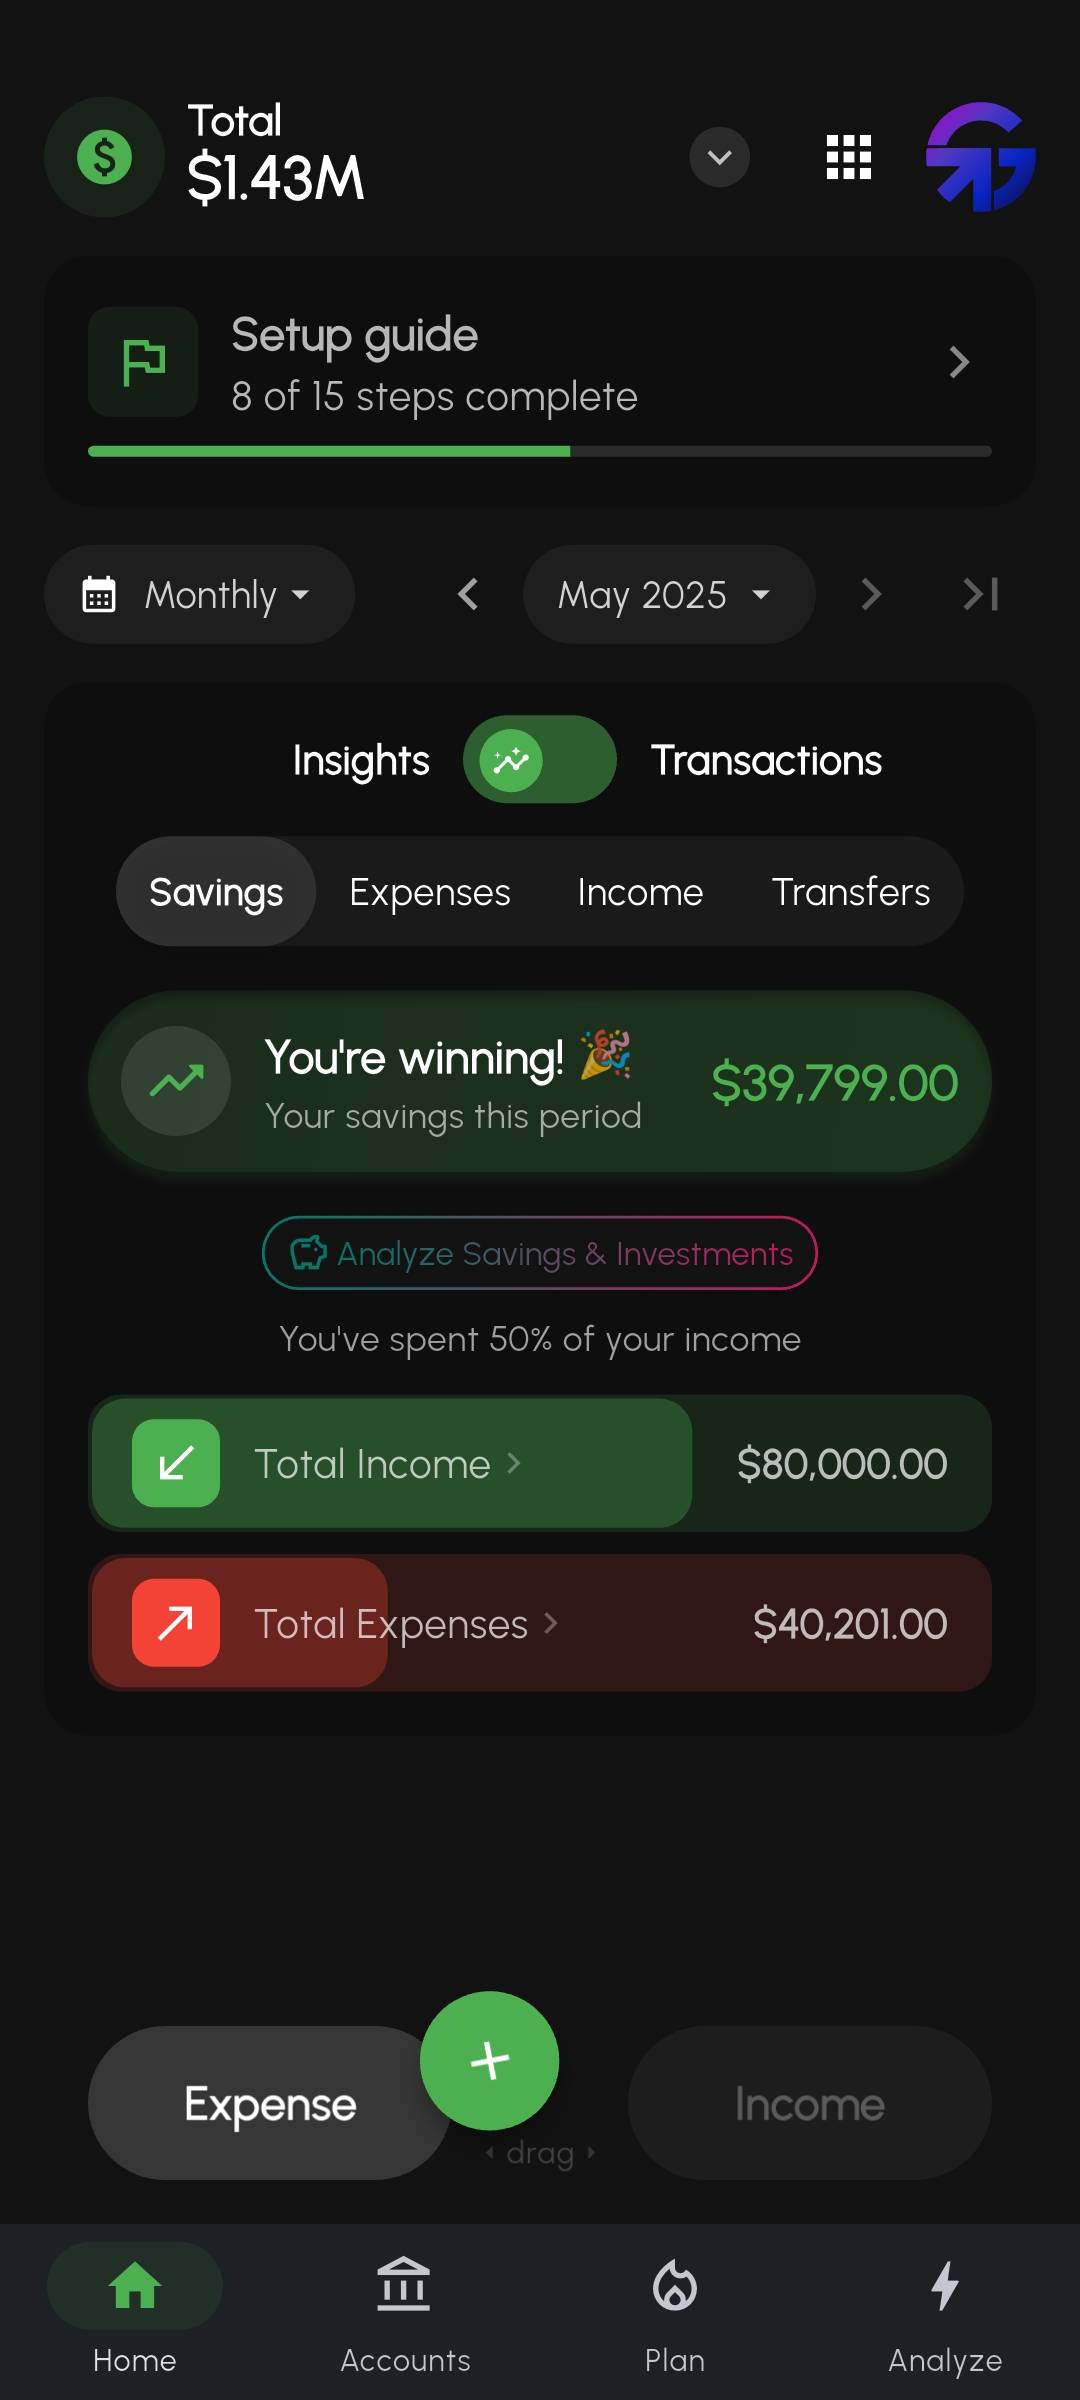 Total
$1.43M
Setup guide
8 of 15 steps complete
Monthly
May 2025
Insights
Transactions
Savings
Expenses
Income
Transfers
You're winning! 🎉
$39,799.00
Your savings this period
Analyze Savings & Investments
You've spent 50% of your income
Total Income
$80,000.00
Total Expenses
$40,201.00
Expense
Income
drag
Home
Accounts
Plan
Analyze